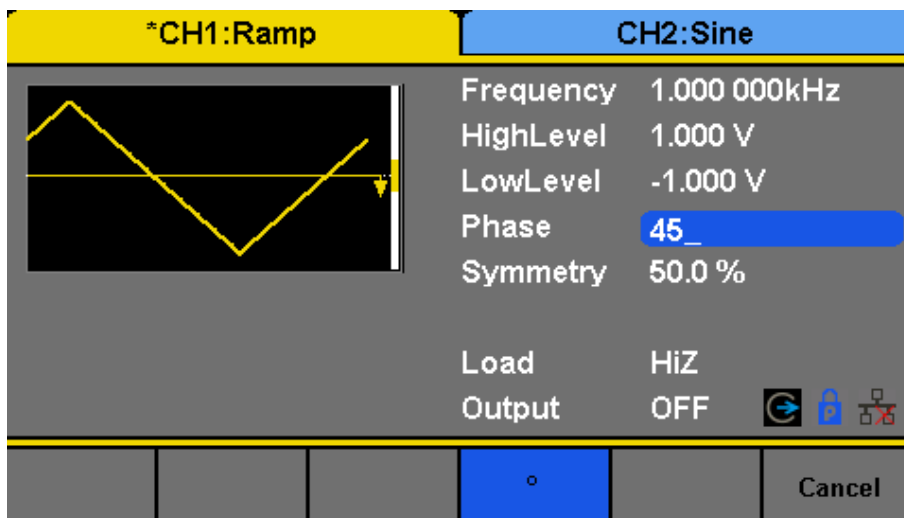 *CH1:Ramp
CH2:Sine
Frequency 1.000 000kHz
HighLevel 1.000 V
LowLevel -1.000 V
Phase 45_
Symmetry 50.0 %
Load HiZ
Output OFF
P
°
Cancel